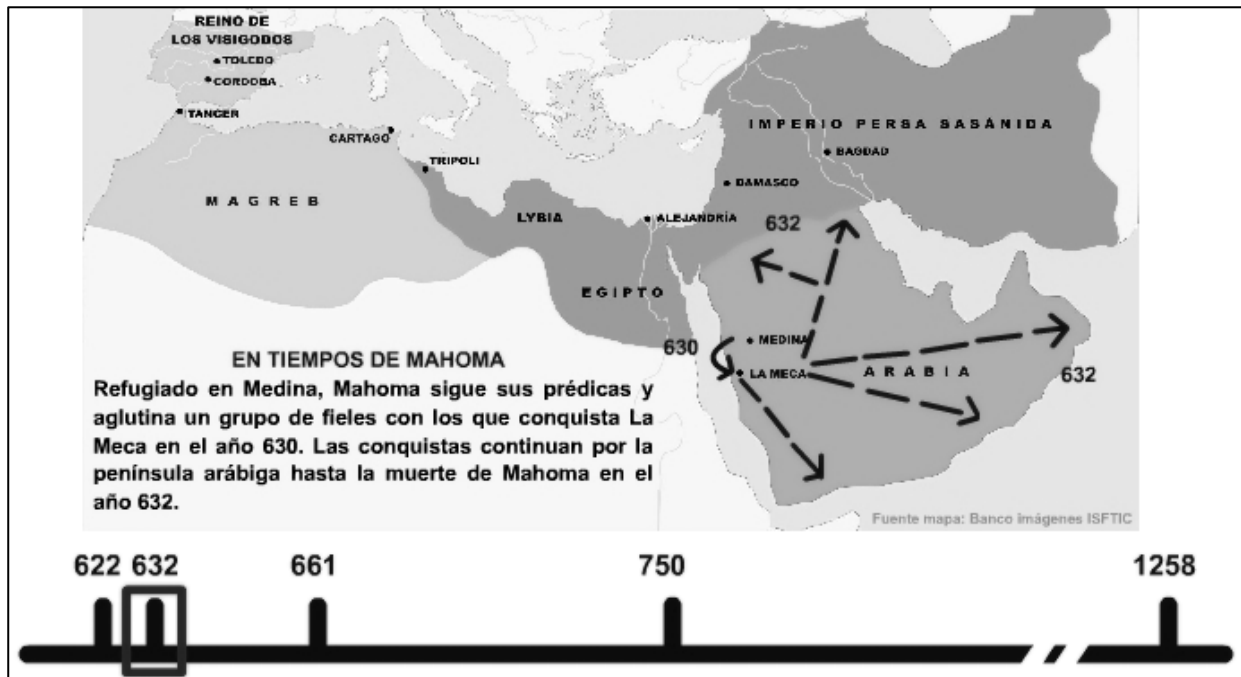 REINO DE
LOS VISIGODOS
TOLEDO
CORDOBA
TANGER
CARTAGO
IMPERIO PERSA SASÁNIDA
BAGDAD
TRIPOLI
DAMASCO
MAGREB
LYBIA
ALEJANDRÍA
632
EGIPTO
MEDINA
630
LA MECA
ARABIA
632
EN TIEMPOS DE MAHOMA
Refugiado en Medina, Mahoma sigue sus prédicas y
aglutina un grupo de fieles con los que conquista La
Meca en el año 630. Las conquistas continuan por la
península arábiga hasta la muerte de Mahoma en el
año 632.
Fuente mapa: Banco imágenes ISFTIC
622 632 661 750 1258